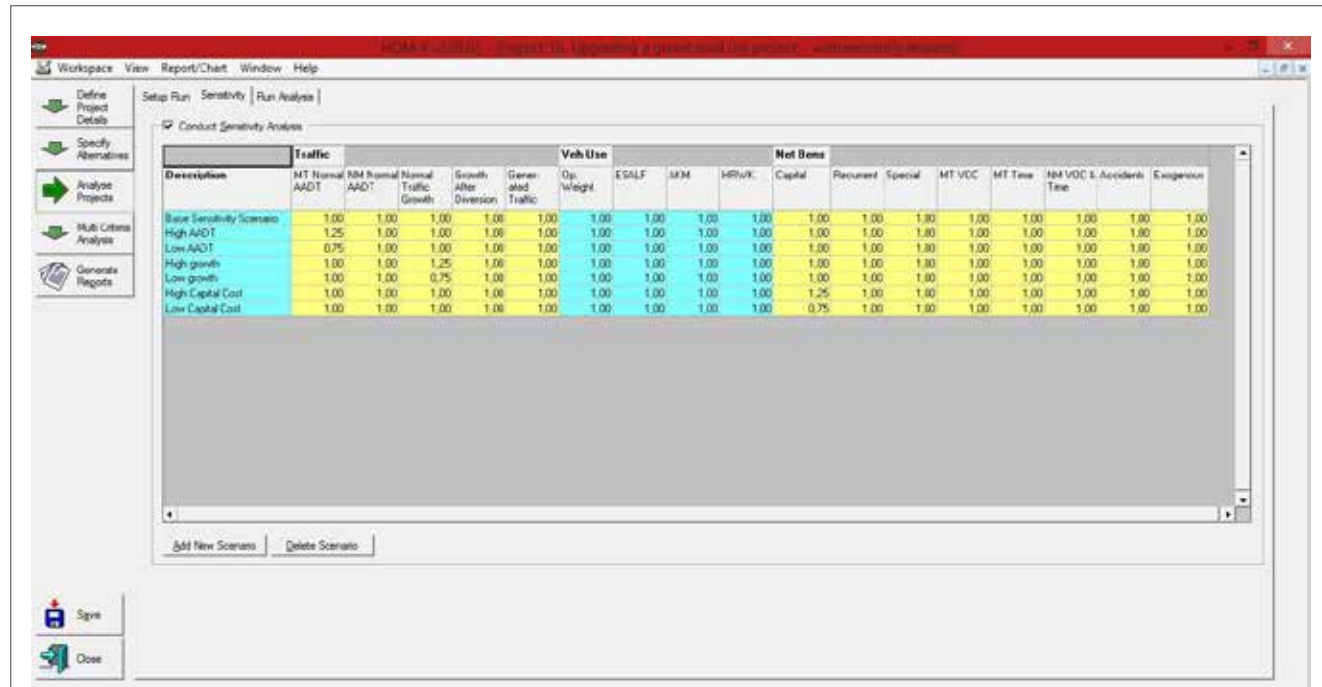 HDM-4
Workspace View Report/Chart Window Help
Define Project Details
Specify Alternatives
Analyse Projects
Multi Criteria Analysis
Generate Reports
Setup Run Sensitivity Run Analysis
Conduct Sensitivity Analysis
Traffic Veh Use Net Bens
Description MT Normal AADT NM Normal AADT Normal Traffic Growth Growth After Diversion Gener-ated Traffic Op. Weight ESALF AKM HRWK Capital Recurrent Special MT VOC MT Time NM VOC & Time Accidents Exogenous
Base Sensitivity Scenario 1,00 1,00 1,00 1,00 1,00 1,00 1,00 1,00 1,00 1,00 1,00 1,00 1,00 1,00 1,00 1,00 1,00
High AADT 1,25 1,00 1,00 1,00 1,00 1,00 1,00 1,00 1,00 1,00 1,00 1,00 1,00 1,00 1,00 1,00 1,00
Low AADT 0,75 1,00 1,00 1,00 1,00 1,00 1,00 1,00 1,00 1,00 1,00 1,00 1,00 1,00 1,00 1,00 1,00
High growth 1,00 1,00 1,25 1,00 1,00 1,00 1,00 1,00 1,00 1,00 1,00 1,00 1,00 1,00 1,00 1,00 1,00
Low growth 1,00 1,00 0,75 1,00 1,00 1,00 1,00 1,00 1,00 1,00 1,00 1,00 1,00 1,00 1,00 1,00 1,00
High Capital Cost 1,00 1,00 1,00 1,00 1,00 1,00 1,00 1,00 1,00 1,25 1,00 1,00 1,00 1,00 1,00 1,00 1,00
Low Capital Cost 1,00 1,00 1,00 1,00 1,00 1,00 1,00 1,00 1,00 0,75 1,00 1,00 1,00 1,00 1,00 1,00 1,00
Add New Scenario Delete Scenario
Save
Close